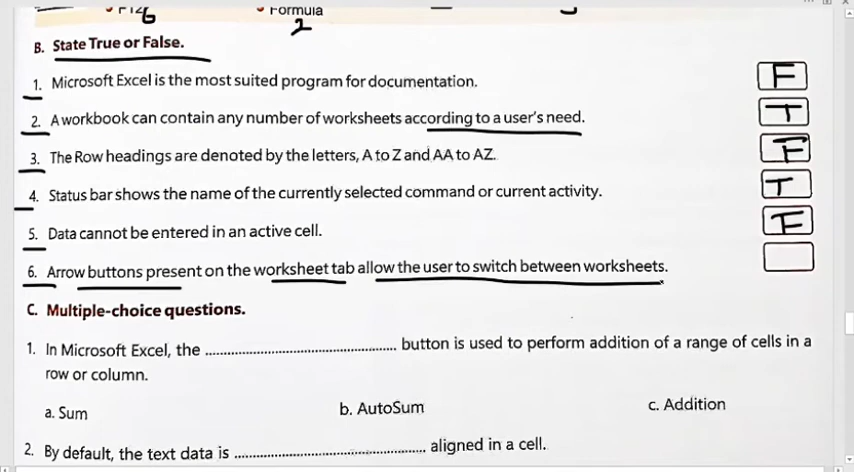 Formula
6
2
B. State True or False.
1. Microsoft Excel is the most suited program for documentation. F
2. A workbook can contain any number of worksheets according to a user's need. T
3. The Row headings are denoted by the letters, A to Z and AA to AZ. F
4. Status bar shows the name of the currently selected command or current activity. T
5. Data cannot be entered in an active cell. F
6. Arrow buttons present on the worksheet tab allow the user to switch between worksheets.
C. Multiple-choice questions.
1. In Microsoft Excel, the ................................................ button is used to perform addition of a range of cells in a
row or column.
a. Sum b. AutoSum c. Addition
2. By default, the text data is ................................................ aligned in a cell.